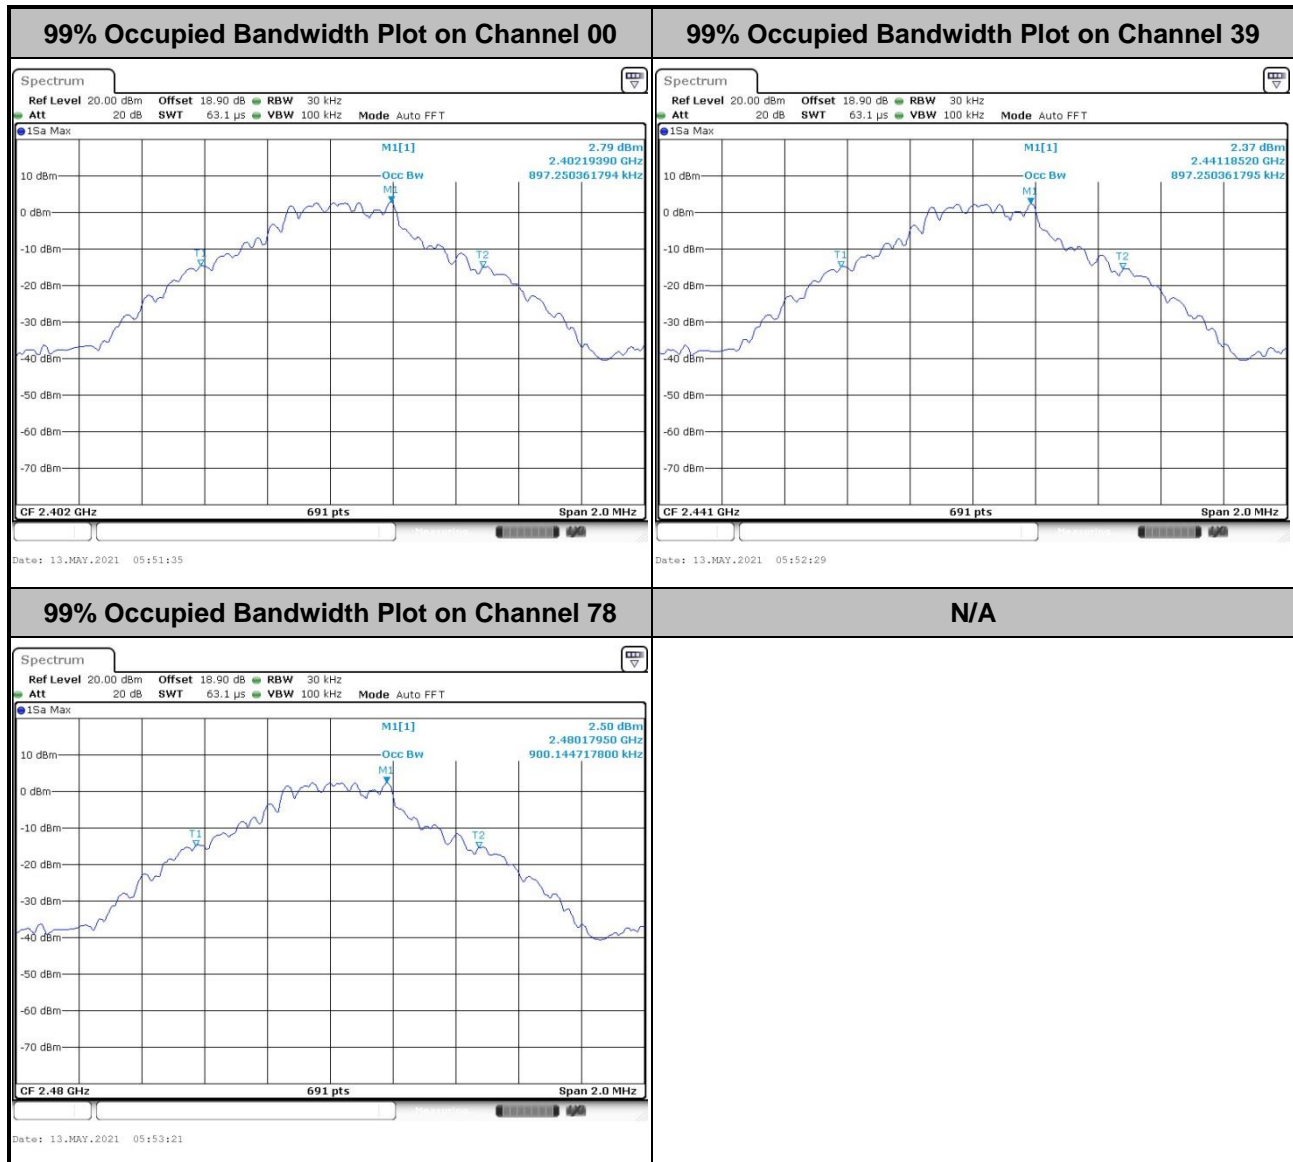 99% Occupied Bandwidth Plot on Channel 00
99% Occupied Bandwidth Plot on Channel 39
Spectrum
Ref Level 20.00 dBm Offset 18.90 dB RBW 30 kHz
Att 20 dB SWT 63.1 µs VBW 100 kHz Mode Auto FFT
1Sa Max
M1[1] 2.79 dBm
2.40219390 GHz
Occ Bw 897.250361794 kHz
M1
10 dBm
0 dBm
T1
T2
-10 dBm
-20 dBm
-30 dBm
-40 dBm
-50 dBm
-60 dBm
-70 dBm
CF 2.402 GHz 691 pts Span 2.0 MHz
Date: 13.MAY.2021 05:51:35
Spectrum
Ref Level 20.00 dBm Offset 18.90 dB RBW 30 kHz
Att 20 dB SWT 63.1 µs VBW 100 kHz Mode Auto FFT
1Sa Max
M1[1] 2.37 dBm
2.44118520 GHz
Occ Bw 897.250361795 kHz
M1
10 dBm
0 dBm
T1
T2
-10 dBm
-20 dBm
-30 dBm
-40 dBm
-50 dBm
-60 dBm
-70 dBm
CF 2.441 GHz 691 pts Span 2.0 MHz
Date: 13.MAY.2021 05:52:29
99% Occupied Bandwidth Plot on Channel 78
N/A
Spectrum
Ref Level 20.00 dBm Offset 18.90 dB RBW 30 kHz
Att 20 dB SWT 63.1 µs VBW 100 kHz Mode Auto FFT
1Sa Max
M1[1] 2.50 dBm
2.48017950 GHz
Occ Bw 900.144717800 kHz
M1
10 dBm
0 dBm
T1
T2
-10 dBm
-20 dBm
-30 dBm
-40 dBm
-50 dBm
-60 dBm
-70 dBm
CF 2.48 GHz 691 pts Span 2.0 MHz
Date: 13.MAY.2021 05:53:21